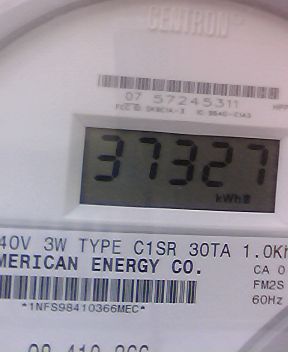 CENTRON
07 57245311
37327
kWh
40V 3W TYPE C1SR 30TA 1.0K
MERICAN ENERGY CO.
CA 0
FM2S
60Hz
*1NFS98410366MEC*